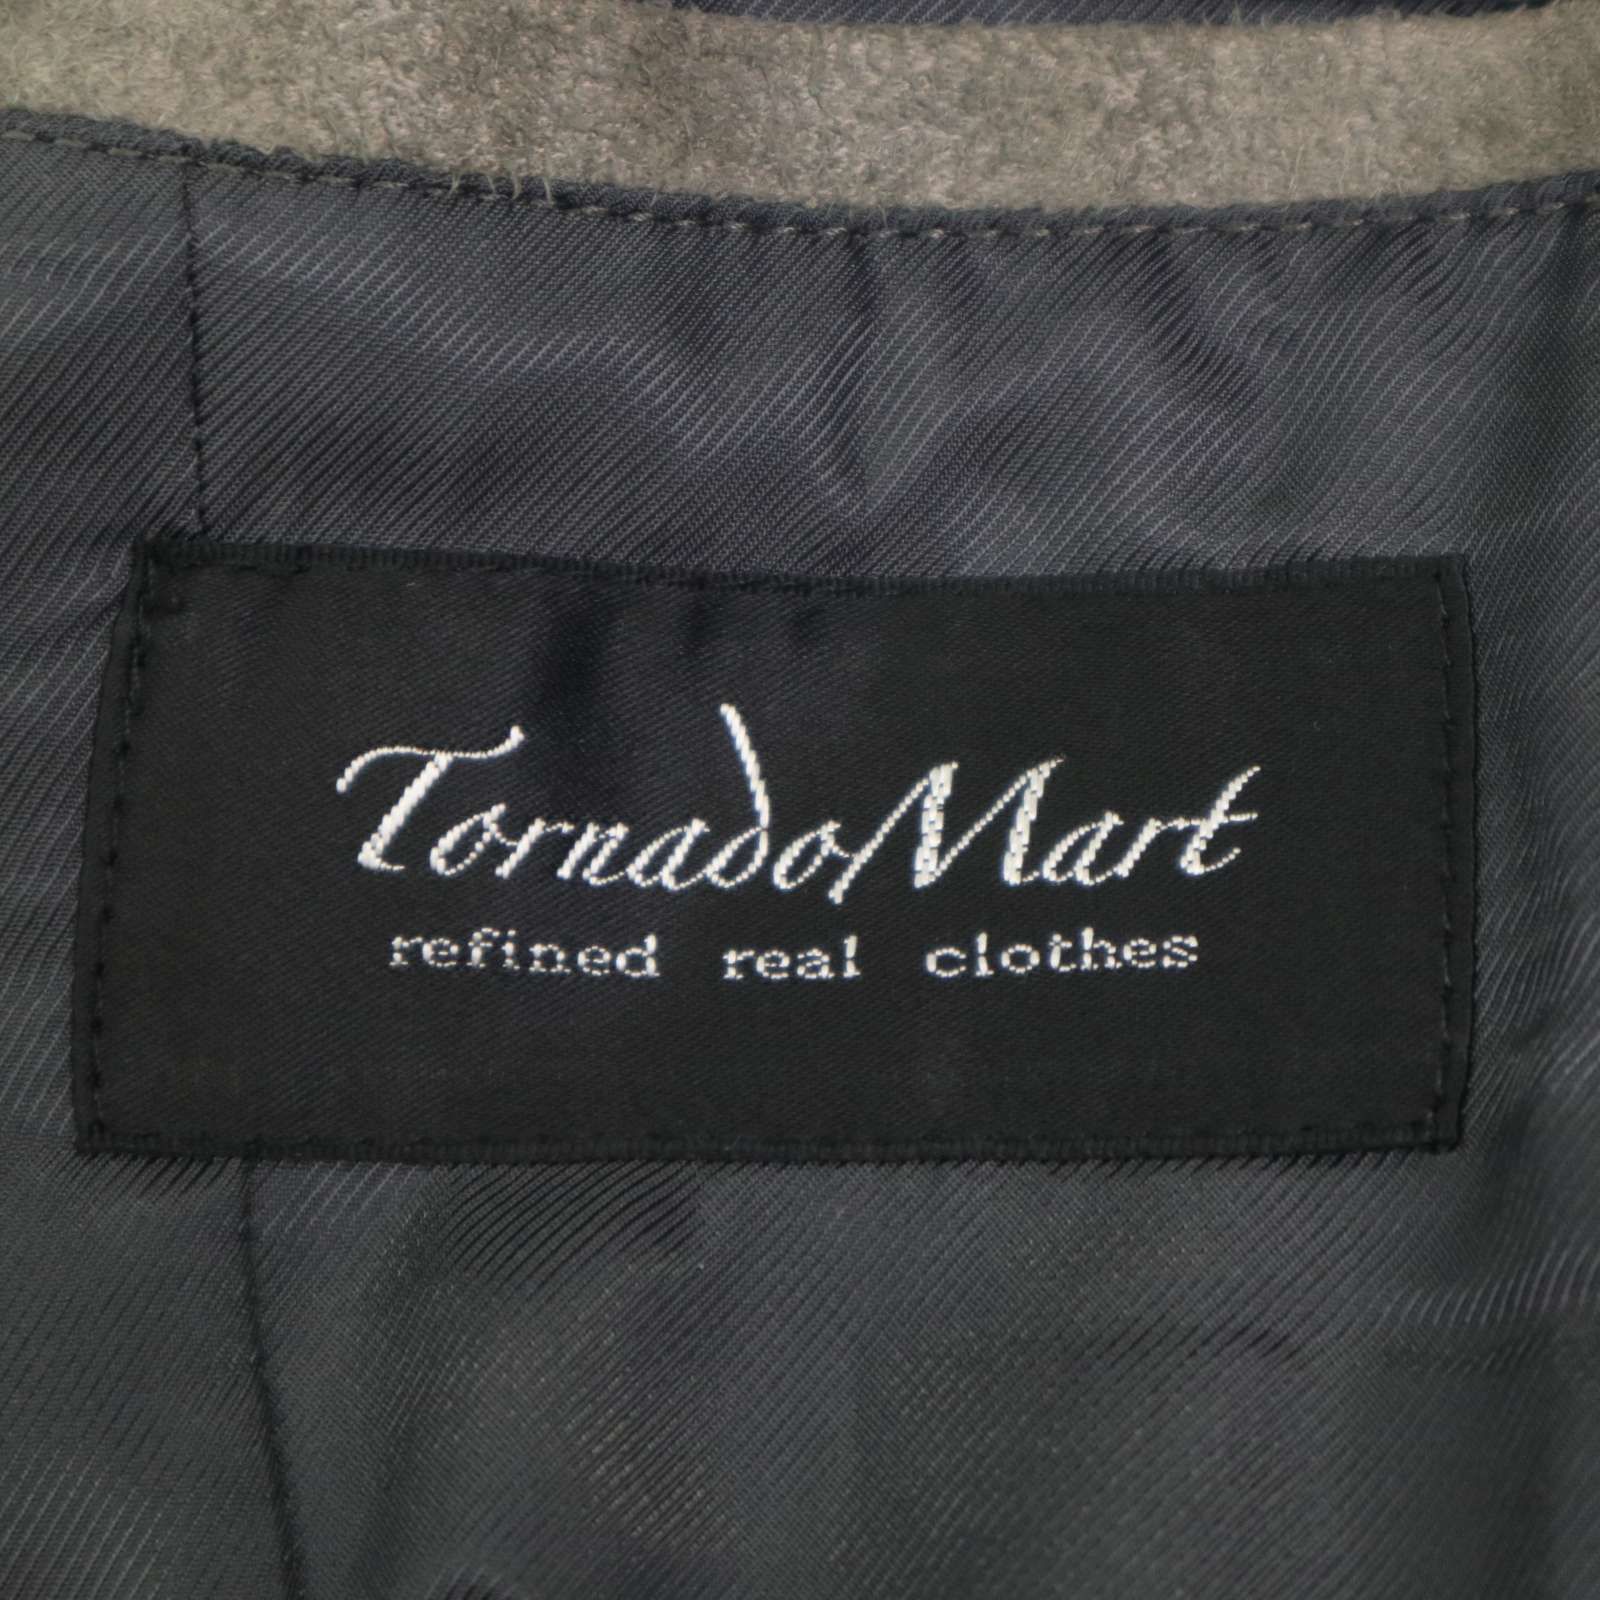 TornadoMart
refined real clothes